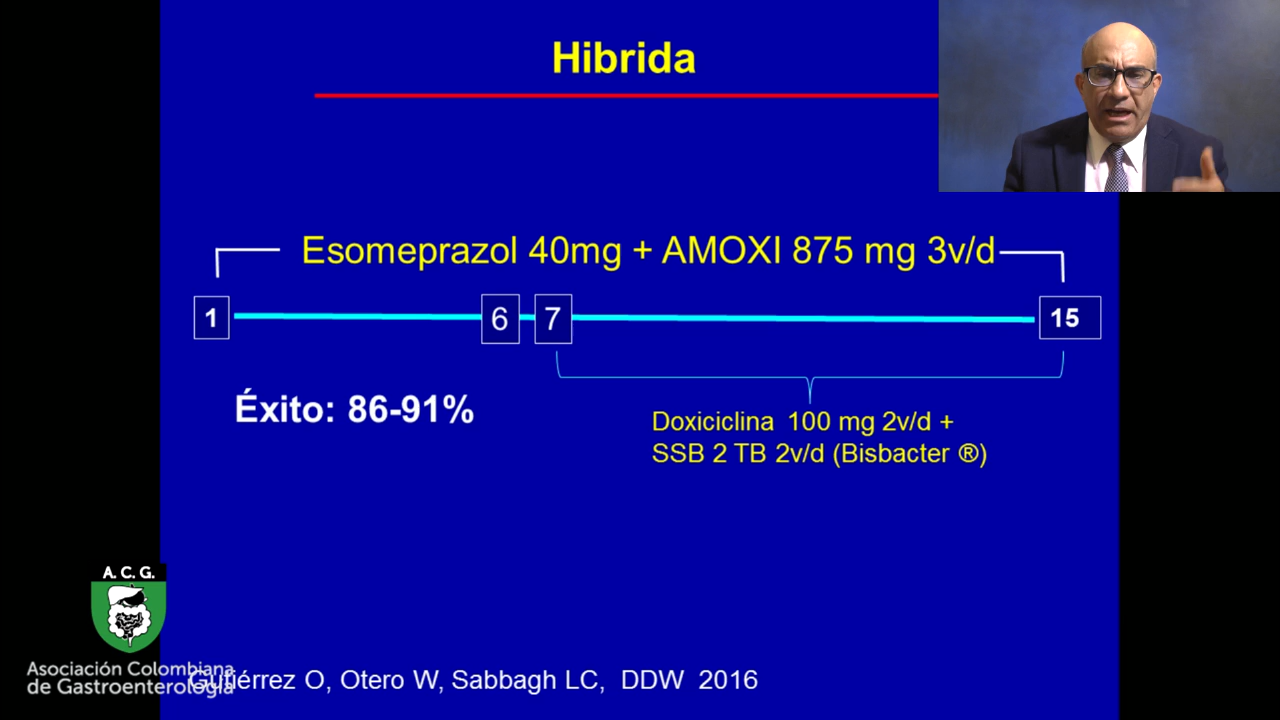 Hibrida
Esomeprazol 40mg + AMOXI 875 mg 3v/d
1
6
7
15
Éxito: 86-91%
Doxiciclina 100 mg 2v/d +
SSB 2 TB 2v/d (Bisbacter ®)
A. C. G.
Asociación Colombiana
de Gastroenterología
Gutiérrez O, Otero W, Sabbagh LC, DDW 2016